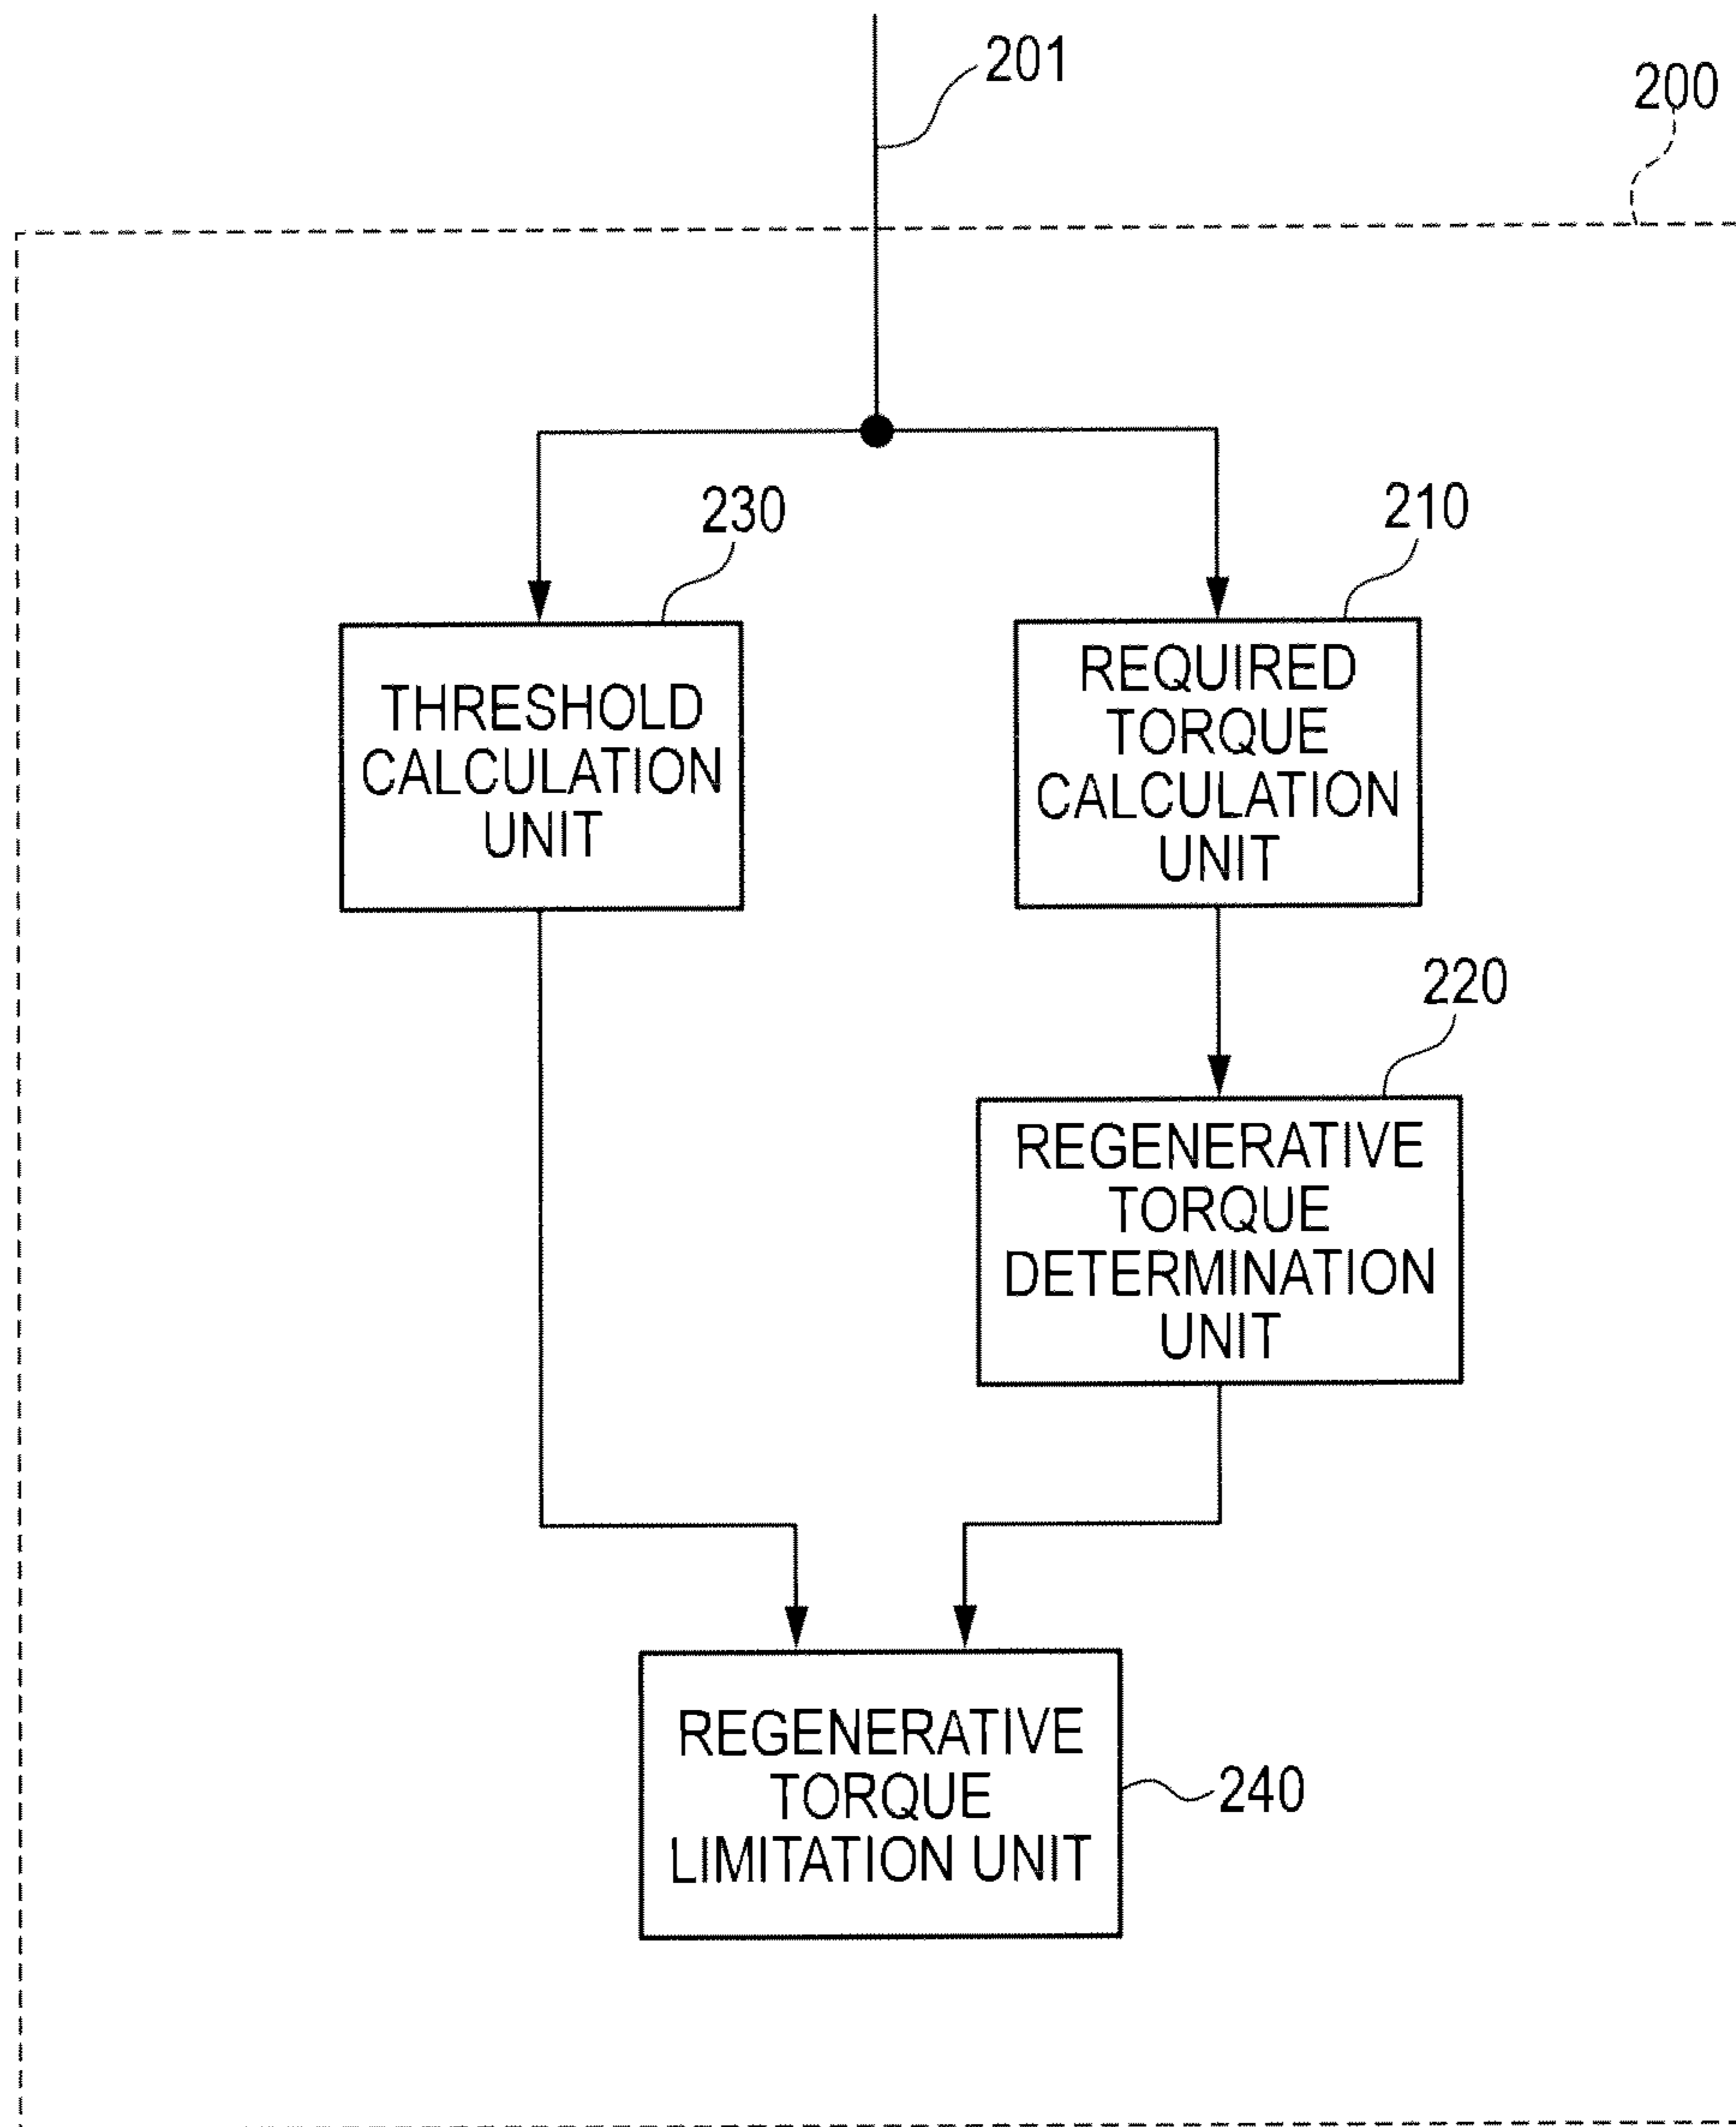 201
200
230
210
THRESHOLD
CALCULATION
UNIT
REQUIRED
TORQUE
CALCULATION
UNIT
220
REGENERATIVE
TORQUE
DETERMINATION
UNIT
REGENERATIVE
TORQUE
LIMITATION UNIT
240